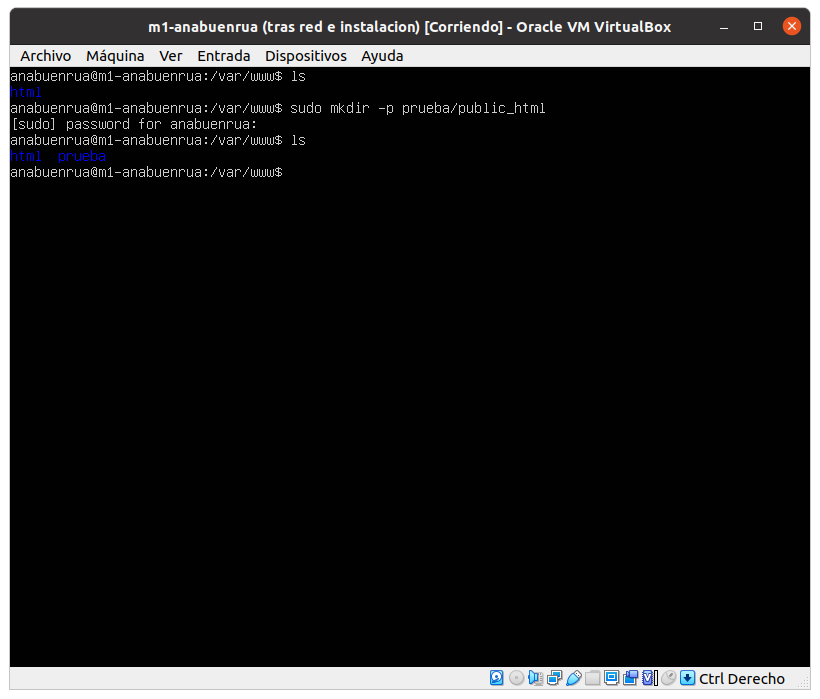 m1-anabuenrua (tras red e instalacion) [Corriendo] - Oracle VM VirtualBox
Archivo Máquina Ver Entrada Dispositivos Ayuda
anabuenrua@m1-anabuenrua:/var/www$ ls
html
anabuenrua@m1-anabuenrua:/var/www$ sudo mkdir -p prueba/public_html
[sudo] password for anabuenrua:
anabuenrua@m1-anabuenrua:/var/www$ ls
html  prueba
anabuenrua@m1-anabuenrua:/var/www$
Ctrl Derecho